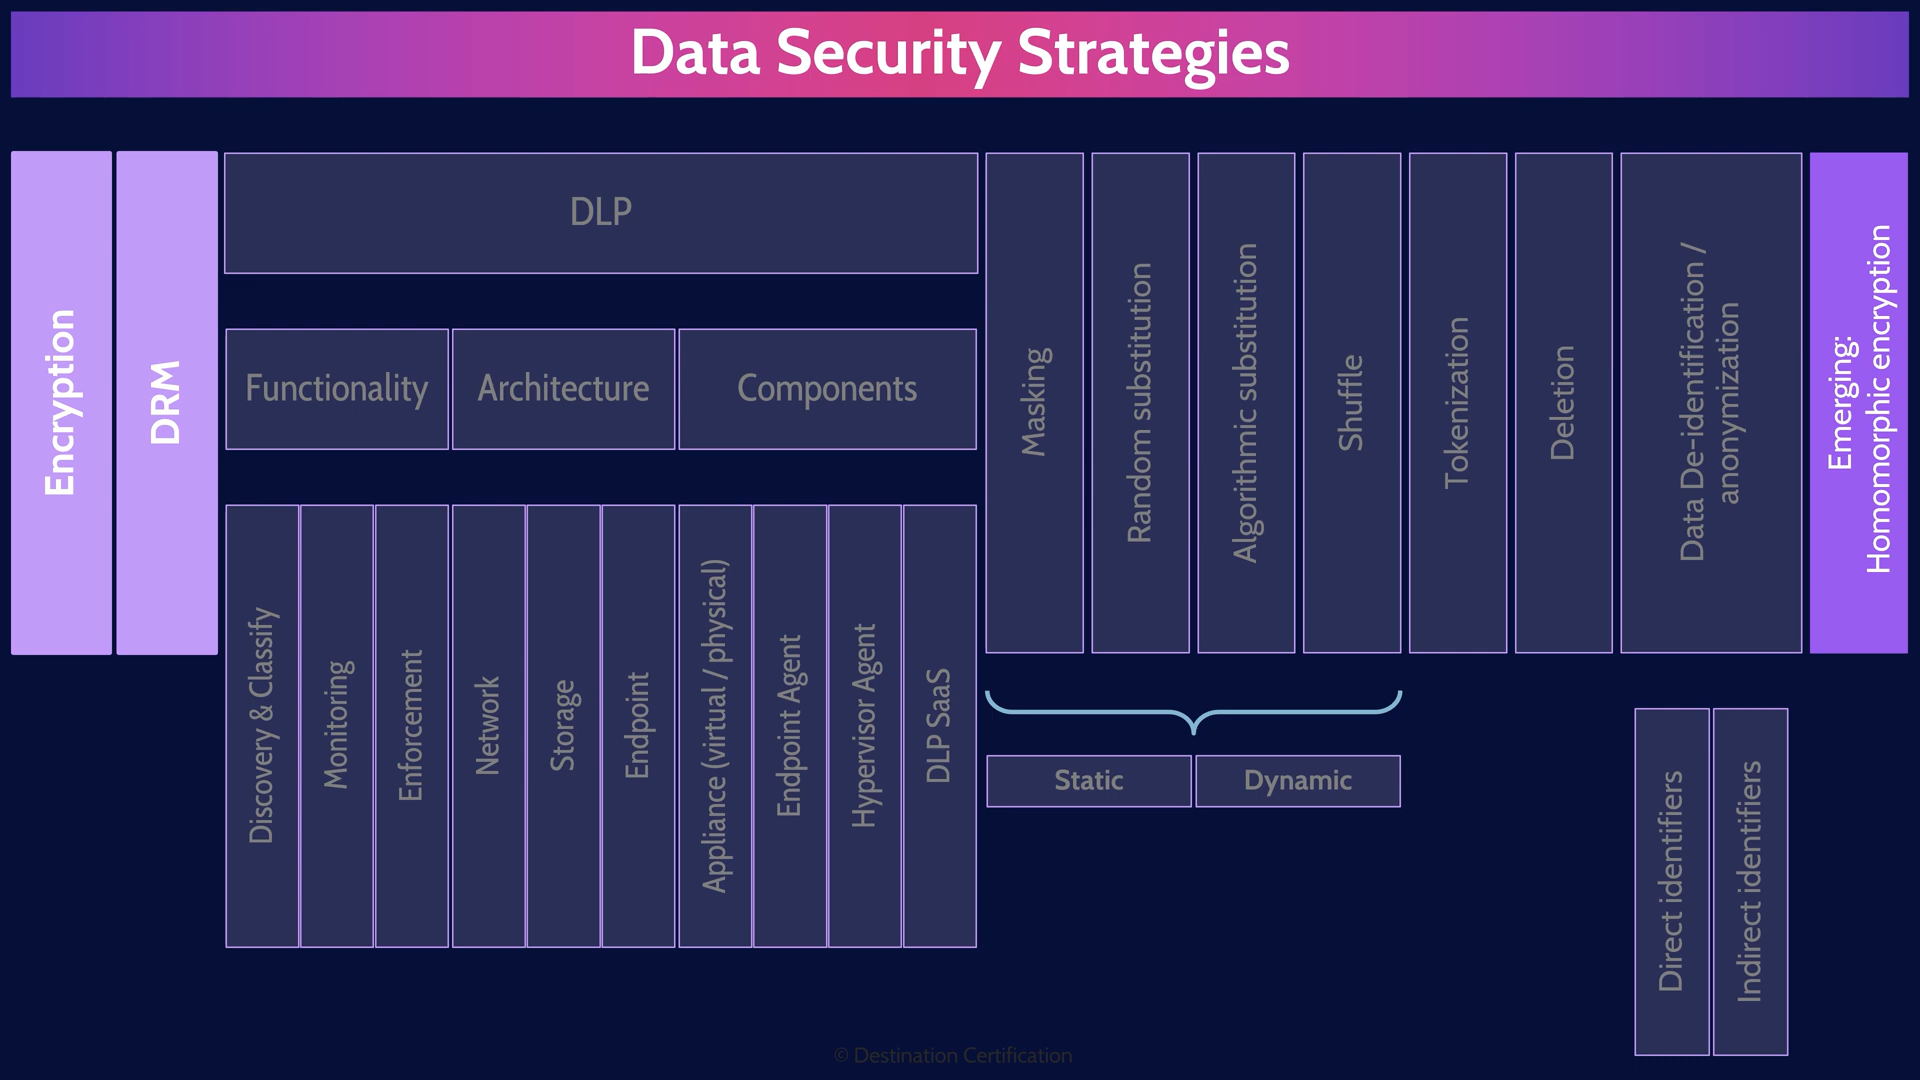 Data Security Strategies
Encryption
DRM
DLP
Functionality
Architecture
Components
Discovery & Classify
Monitoring
Enforcement
Network
Storage
Endpoint
Appliance (virtual / physical)
Endpoint Agent
Hypervisor Agent
DLP SaaS
Masking
Random substitution
Algorithmic substitution
Shuffle
Static
Dynamic
Tokenization
Deletion
Data De-identification /
anonymization
Direct identifiers
Indirect identifiers
Emerging:
Homomorphic encryption
© Destination Certification